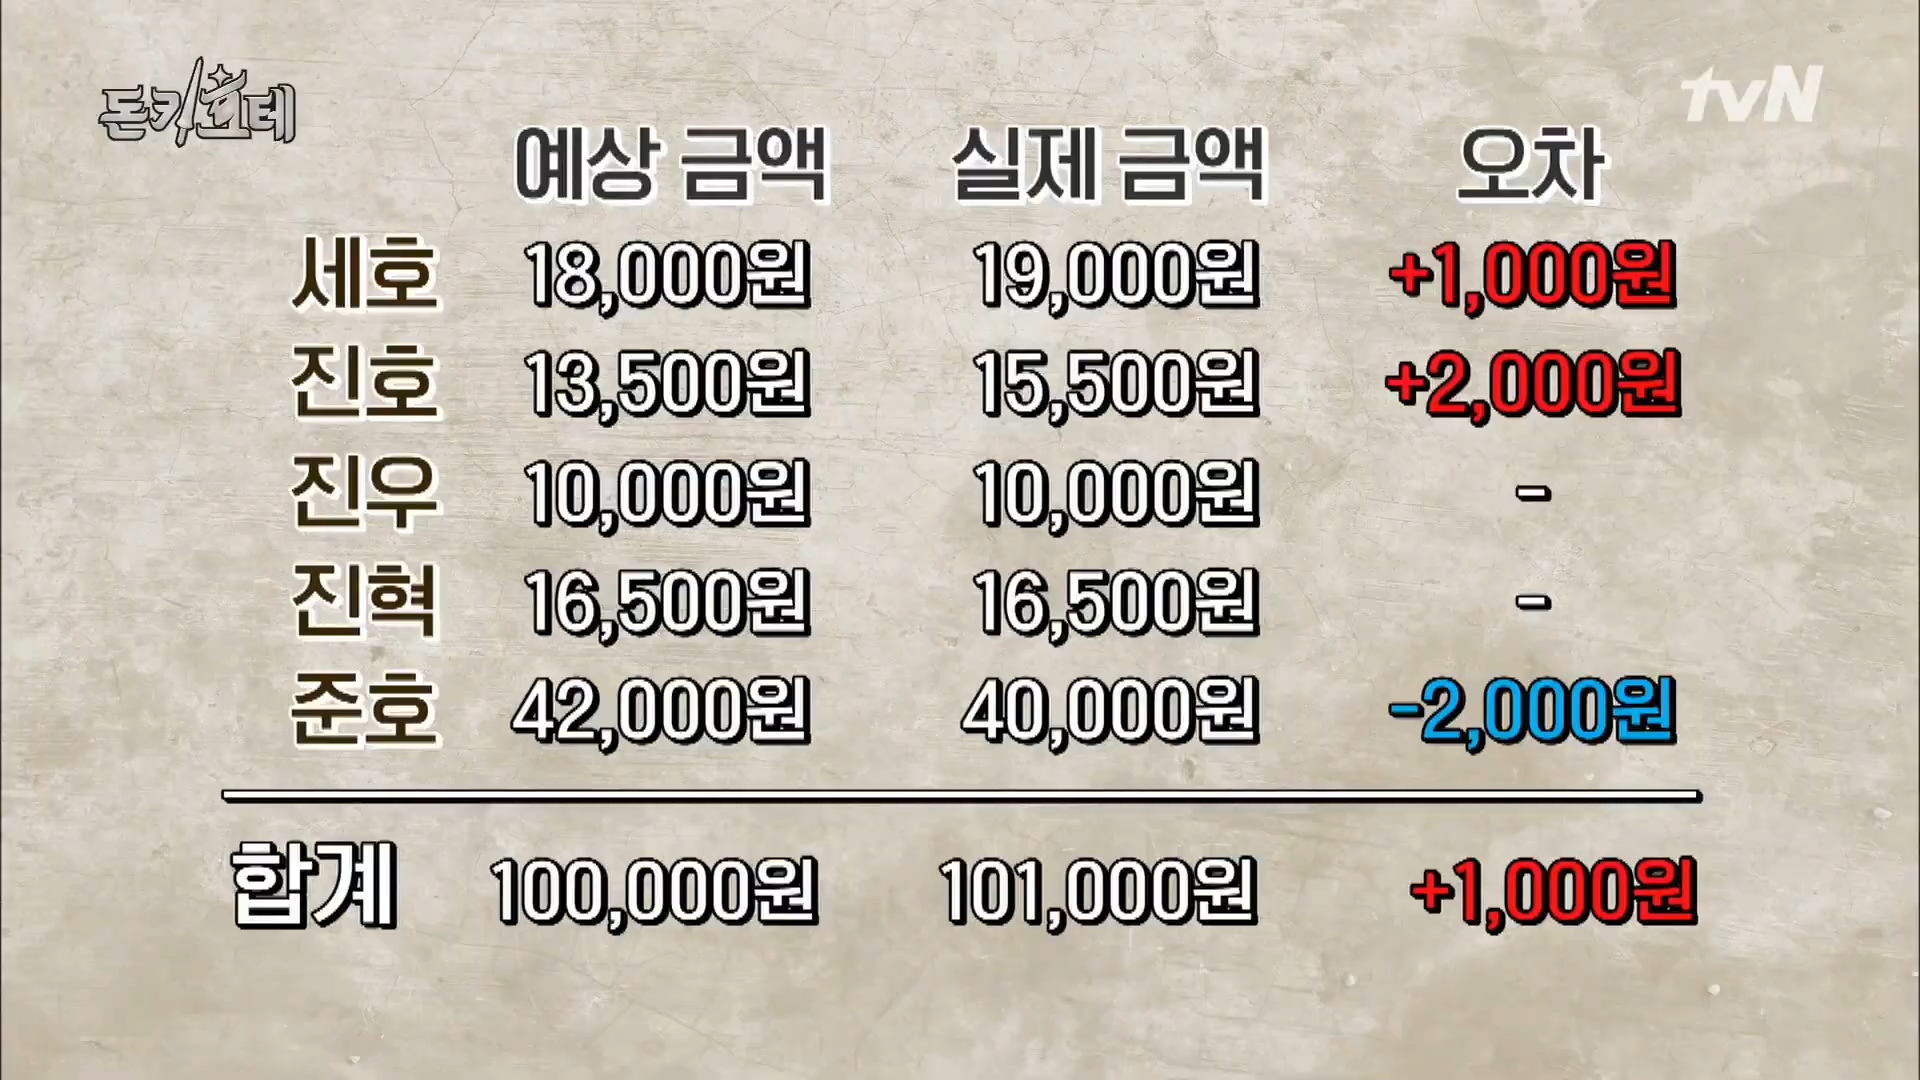 돈키호테
tvN
예상 금액 실제 금액 오차
세호 18,000원 19,000원 +1,000원
진호 13,500원 15,500원 +2,000원
진우 10,000원 10,000원 -
진혁 16,500원 16,500원 -
준호 42,000원 40,000원 -2,000원
합계 100,000원 101,000원 +1,000원